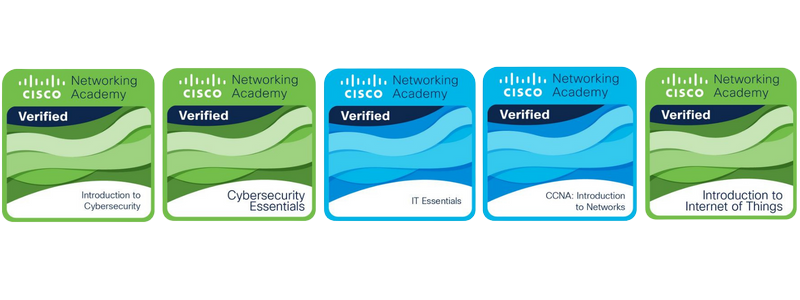 CISCO
Networking
Academy
Verified
Introduction to
Cybersecurity
CISCO
Networking
Academy
Verified
Cybersecurity
Essentials
CISCO
Networking
Academy
Verified
IT Essentials
CISCO
Networking
Academy
Verified
CCNA: Introduction
to Networks
CISCO
Networking
Academy
Verified
Introduction to
Internet of Things